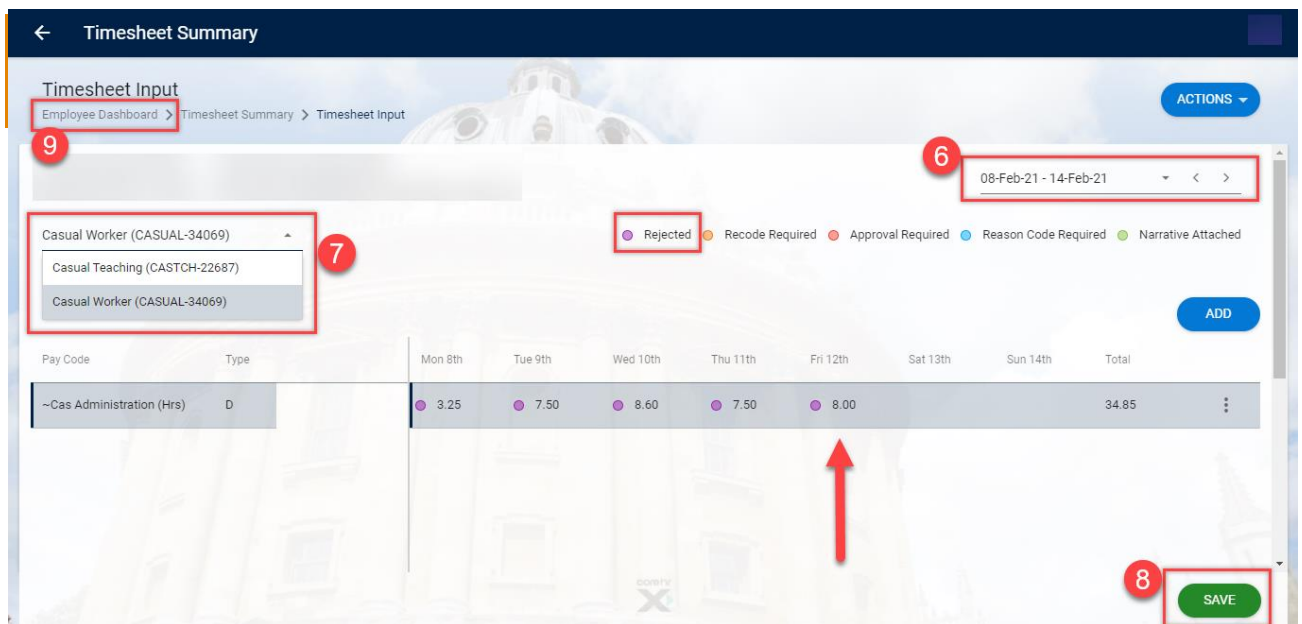 Timesheet Summary
Timesheet Input
ACTIONS
Employee Dashboard > Timesheet Summary > Timesheet Input
9
6
08-Feb-21 - 14-Feb-21 < >
Casual Worker (CASUAL-34069)
7
Rejected Recode Required Approval Required Reason Code Required Narrative Attached
Casual Teaching (CASTCH-22687)
Casual Worker (CASUAL-34069)
ADD
Pay Code Type Mon 8th Tue 9th Wed 10th Thu 11th Fri 12th Sat 13th Sun 14th Total
~Cas Administration (Hrs) D 3.25 7.50 8.60 7.50 8.00 34.85
8
SAVE